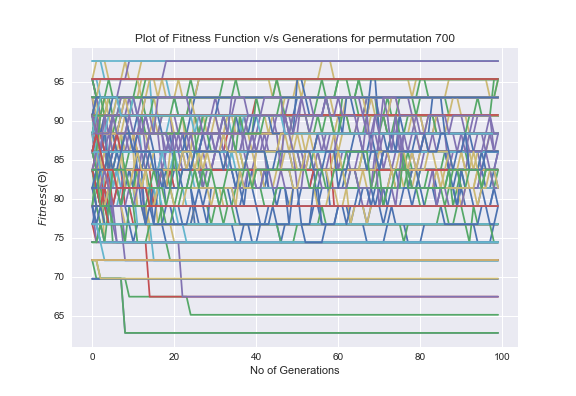 Plot of Fitness Function v/s Generations for permutation 700
95
90
85
80
75
70
65
Fitness(Θ)
0 20 40 60 80 100
No of Generations